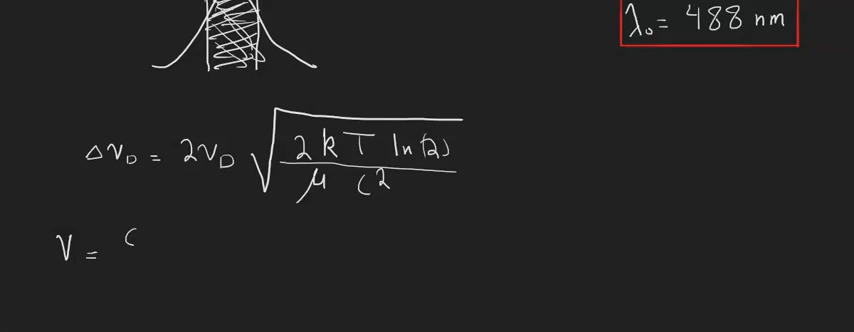 λ₀ = 488 nm
Δν_D = 2ν_D √(2kT ln(2) / μ c²)
ν = c